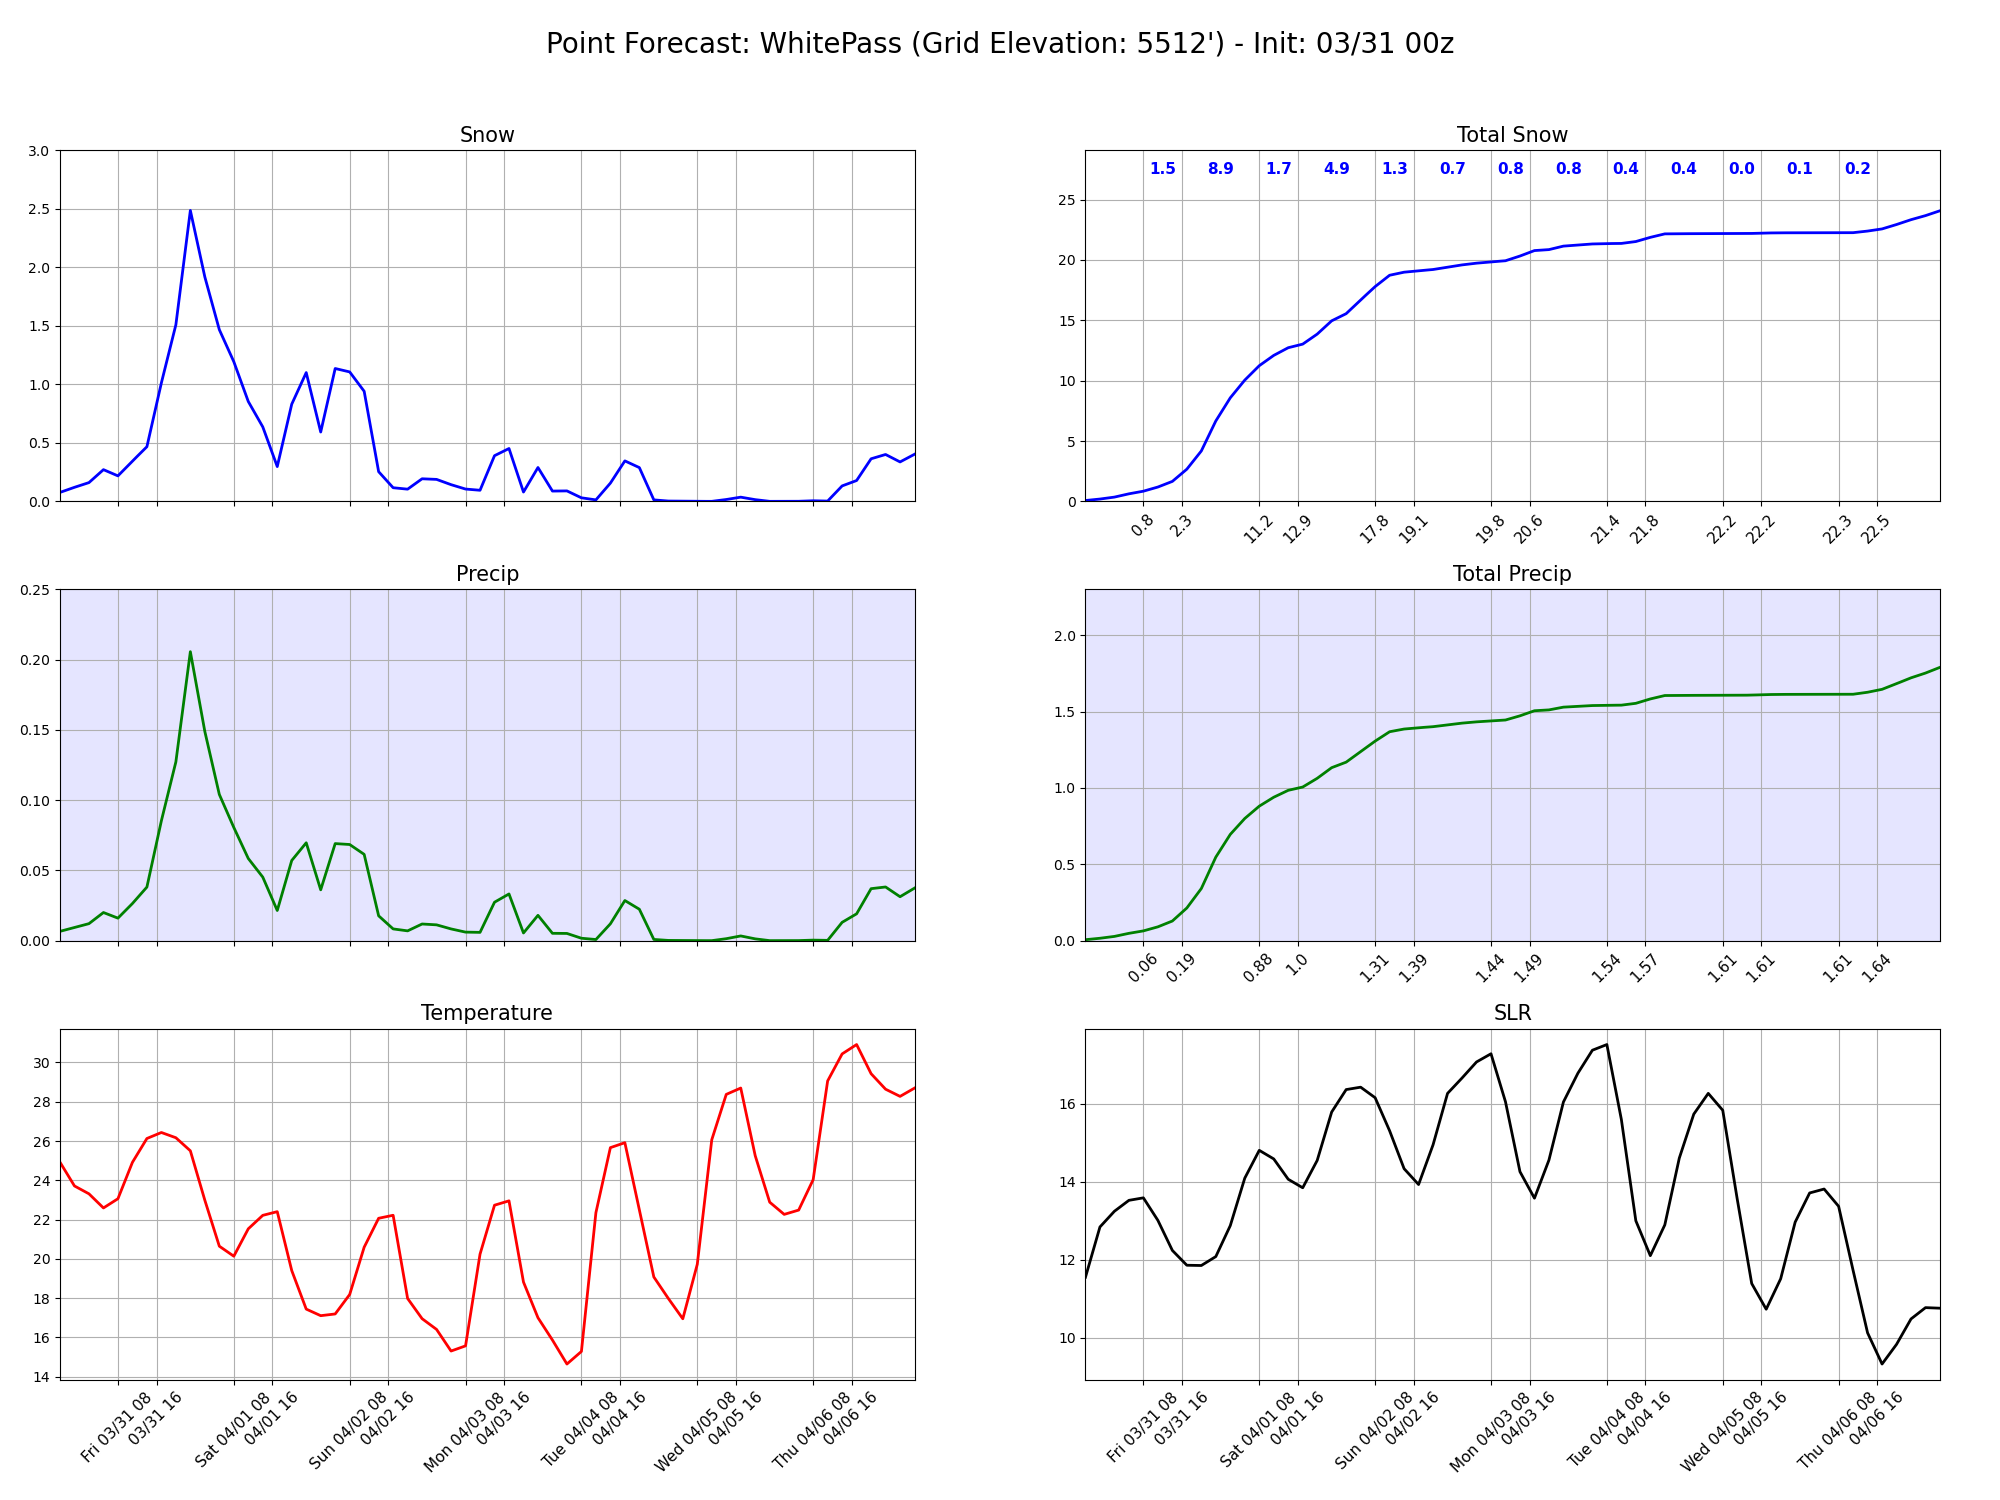 Point Forecast: WhitePass (Grid Elevation: 5512') - Init: 03/31 00z
Snow
3.0
2.5
2.0
1.5
1.0
0.5
0.0
Total Snow
1.5 8.9 1.7 4.9 1.3 0.7 0.8 0.8 0.4 0.4 0.0 0.1 0.2
25
20
15
10
5
0
0.8 2.3 11.2 12.9 17.8 19.1 19.8 20.6 21.4 21.8 22.2 22.2 22.3 22.5
Precip
0.25
0.20
0.15
0.10
0.05
0.00
Total Precip
2.0
1.5
1.0
0.5
0.0
0.06 0.19 0.88 1.0 1.31 1.39 1.44 1.49 1.54 1.57 1.61 1.61 1.61 1.64
Temperature
30
28
26
24
22
20
18
16
14
Fri 03/31 08
03/31 16
Sat 04/01 08
04/01 16
Sun 04/02 08
04/02 16
Mon 04/03 08
04/03 16
Tue 04/04 08
04/04 16
Wed 04/05 08
04/05 16
Thu 04/06 08
04/06 16
SLR
16
14
12
10
Fri 03/31 08
03/31 16
Sat 04/01 08
04/01 16
Sun 04/02 08
04/02 16
Mon 04/03 08
04/03 16
Tue 04/04 08
04/04 16
Wed 04/05 08
04/05 16
Thu 04/06 08
04/06 16